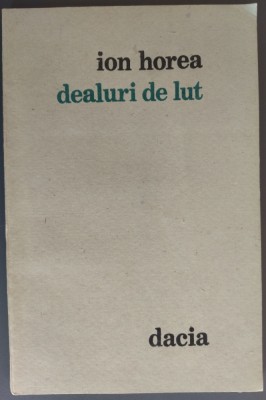 ion horea
dealuri de lut
dacia